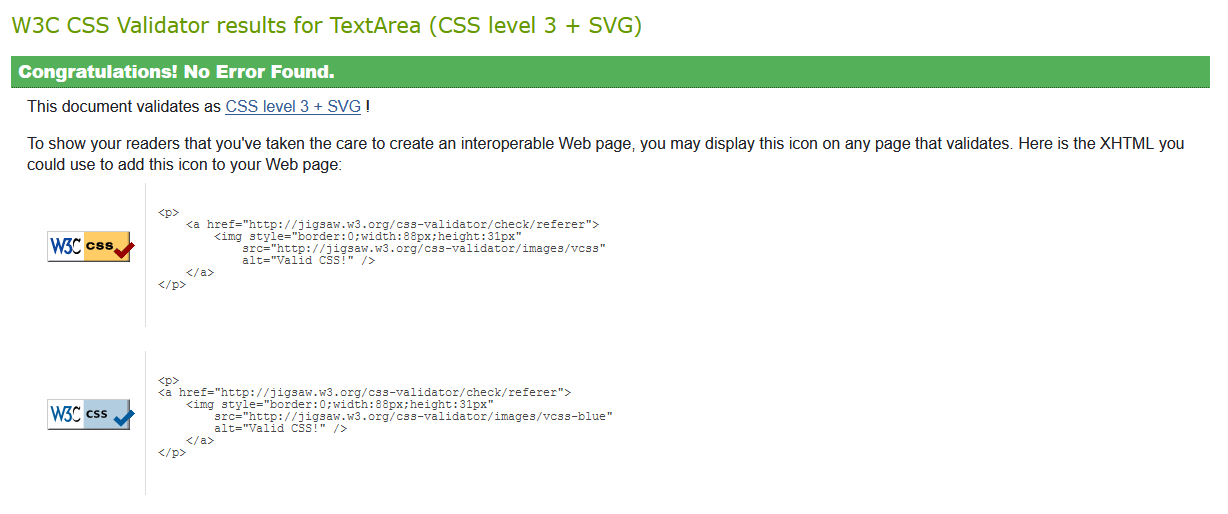 W3C CSS Validator results for TextArea (CSS level 3 + SVG)
Congratulations! No Error Found.
This document validates as CSS level 3 + SVG !
To show your readers that you've taken the care to create an interoperable Web page, you may display this icon on any page that validates. Here is the XHTML you
could use to add this icon to your Web page:
W3C css
<p>
    <a href="http://jigsaw.w3.org/css-validator/check/referer">
        <img style="border:0;width:88px;height:31px"
            src="http://jigsaw.w3.org/css-validator/images/vcss"
            alt="Valid CSS!" />
    </a>
</p>
W3C css
<p>
<a href="http://jigsaw.w3.org/css-validator/check/referer">
    <img style="border:0;width:88px;height:31px"
        src="http://jigsaw.w3.org/css-validator/images/vcss-blue"
        alt="Valid CSS!" />
    </a>
</p>